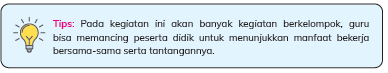 Tips: Pada kegiatan ini akan banyak kegiatan berkelompok, guru
bisa memancing peserta didik untuk menunjukkan manfaat bekerja
bersama-sama serta tantangannya.